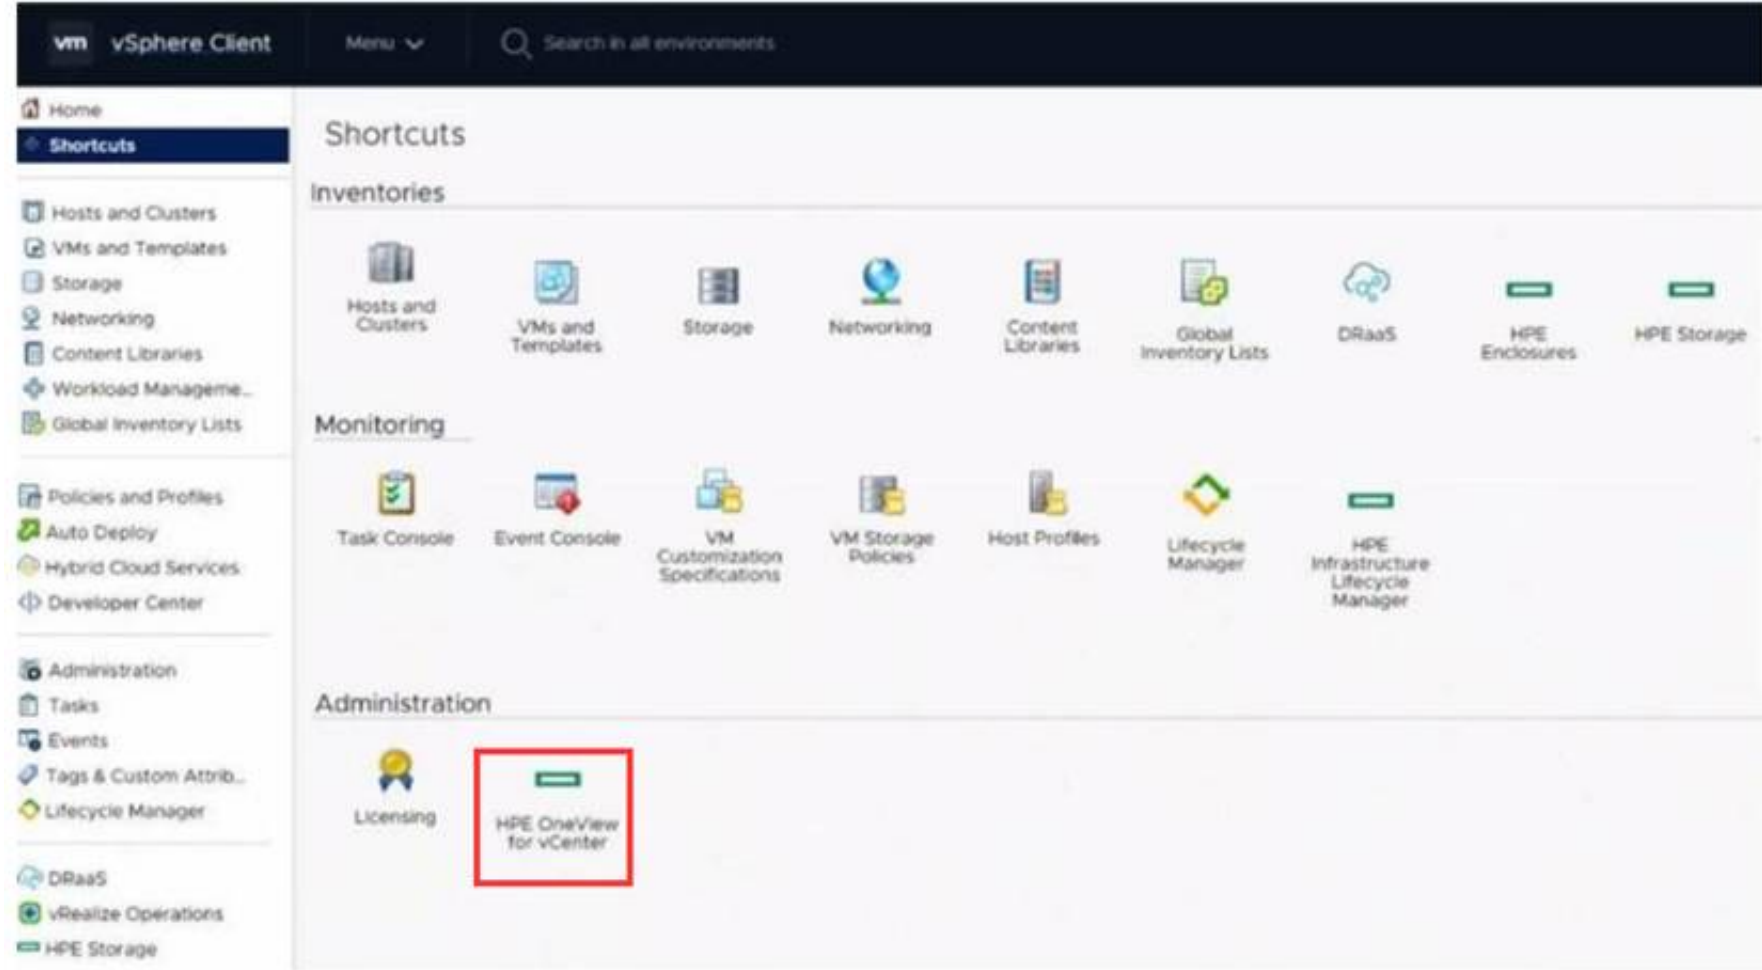 vm vSphere Client Menu Search in all environments
Home
Shortcuts
Hosts and Clusters
VMs and Templates
Storage
Networking
Content Libraries
Workload Manageme...
Global Inventory Lists
Policies and Profiles
Auto Deploy
Hybrid Cloud Services
Developer Center
Administration
Tasks
Events
Tags & Custom Attrib...
Lifecycle Manager
DRaaS
vRealize Operations
HPE Storage
Shortcuts
Inventories
Hosts and
Clusters
VMs and
Templates
Storage
Networking
Content
Libraries
Global
Inventory Lists
DRaaS
HPE
Enclosures
HPE Storage
Monitoring
Task Console
Event Console
VM
Customization
Specifications
VM Storage
Policies
Host Profiles
Lifecycle
Manager
HPE
Infrastructure
Lifecycle
Manager
Administration
Licensing
HPE OneView
for vCenter